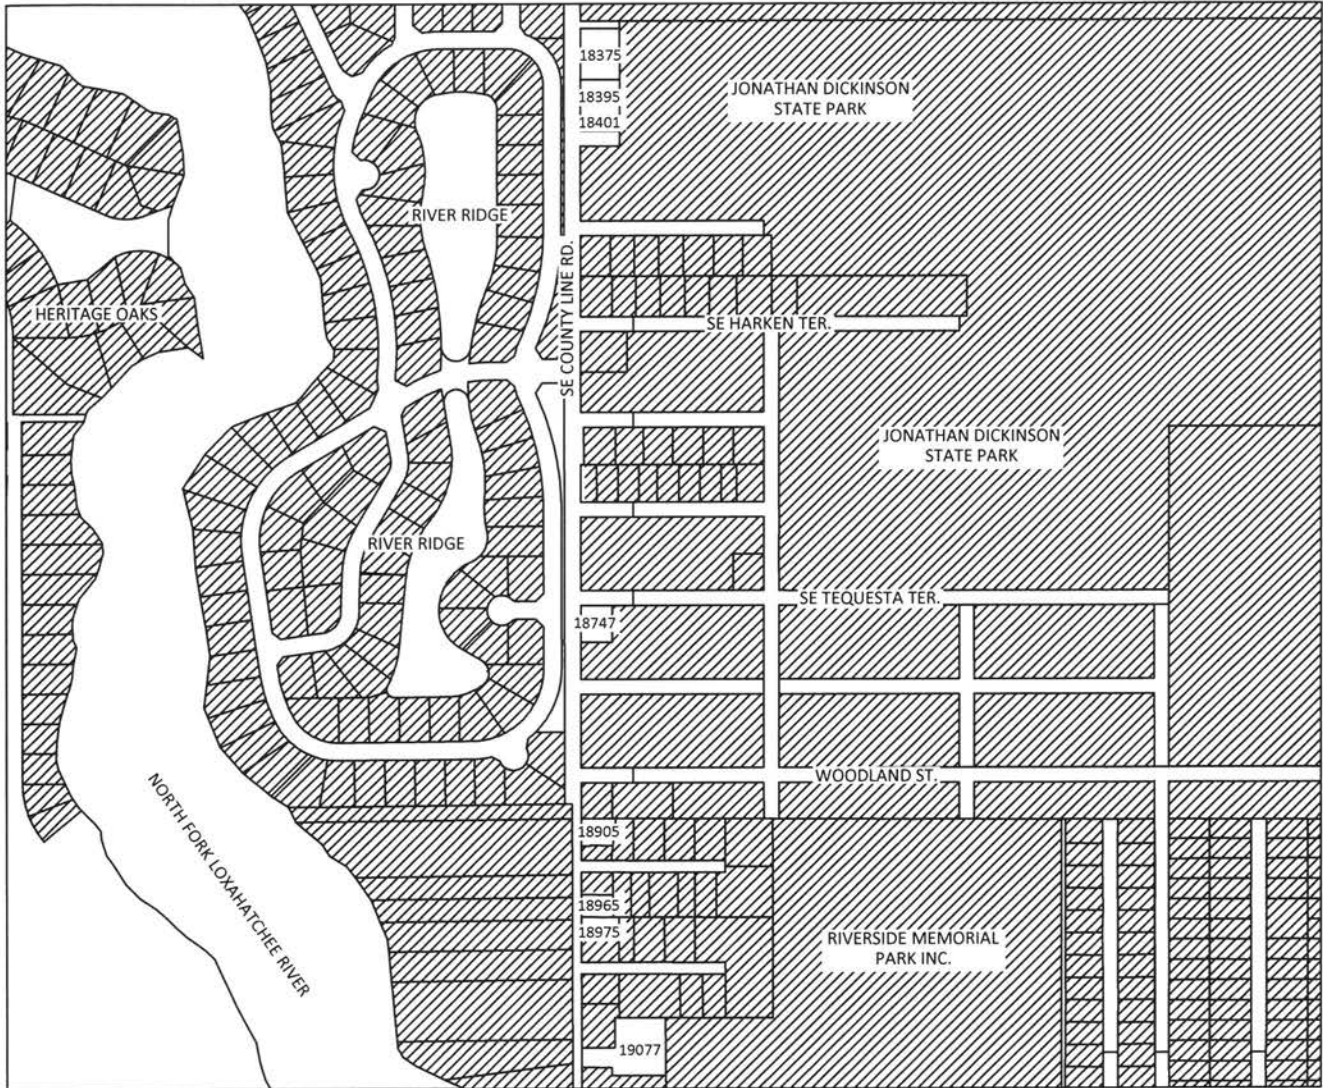 18375
JONATHAN DICKINSON
STATE PARK
18395
18401
RIVER RIDGE
SE COUNTY LINE RD.
HERITAGE OAKS
SE HARKEN TER.
JONATHAN DICKINSON
STATE PARK
RIVER RIDGE
SE TEQUESTA TER.
18747
WOODLAND ST.
NORTH FORK LOXAHATCHEE RIVER
18905
18965
18975
RIVERSIDE MEMORIAL
PARK INC.
19077